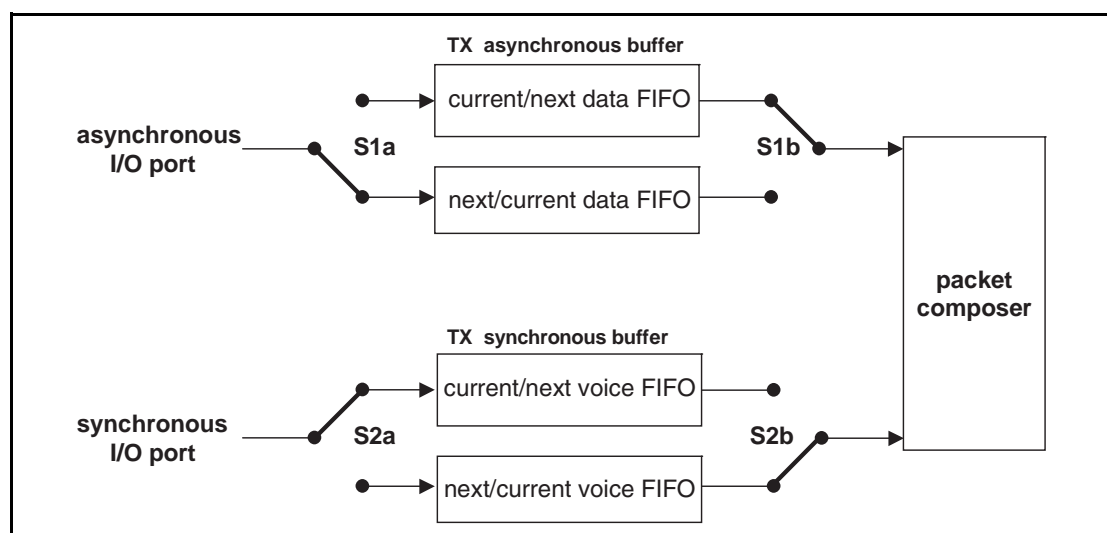 TX asynchronous buffer
current/next data FIFO
asynchronous
I/O port
S1a
S1b
next/current data FIFO
packet
composer
TX synchronous buffer
current/next voice FIFO
synchronous
I/O port
S2a
S2b
next/current voice FIFO